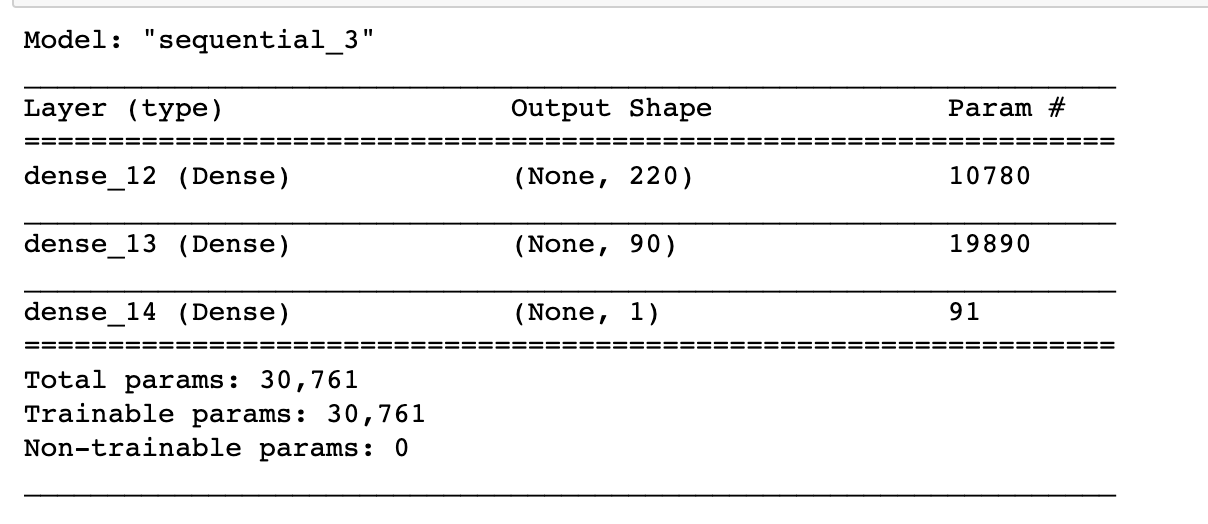 Model: "sequential_3"
Layer (type) Output Shape Param #
dense_12 (Dense) (None, 220) 10780
dense_13 (Dense) (None, 90) 19890
dense_14 (Dense) (None, 1) 91
Total params: 30,761
Trainable params: 30,761
Non-trainable params: 0